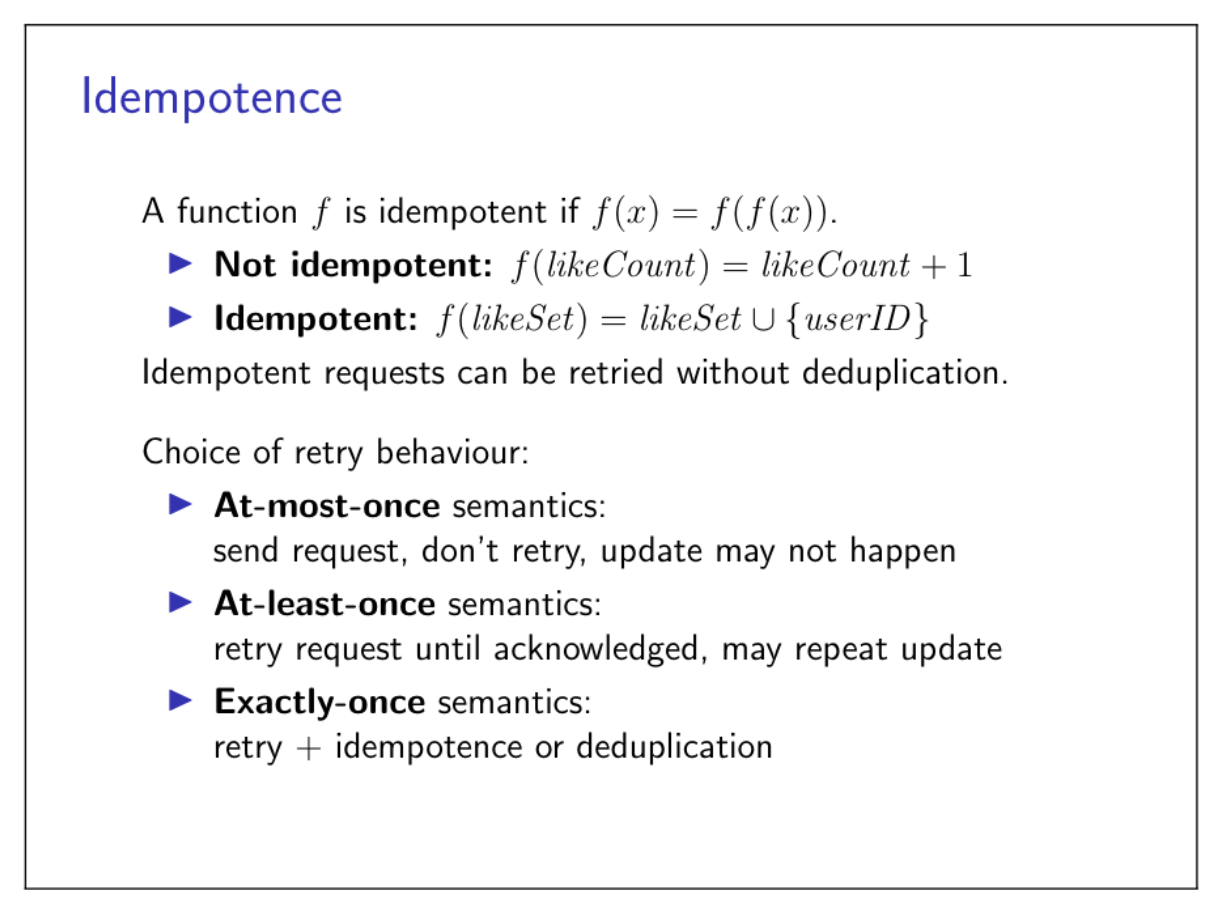 Idempotence
A function f is idempotent if f(x) = f(f(x)).
▶ Not idempotent: f(likeCount) = likeCount + 1
▶ Idempotent: f(likeSet) = likeSet ∪ {userID}
Idempotent requests can be retried without deduplication.
Choice of retry behaviour:
▶ At-most-once semantics:
send request, don't retry, update may not happen
▶ At-least-once semantics:
retry request until acknowledged, may repeat update
▶ Exactly-once semantics:
retry + idempotence or deduplication